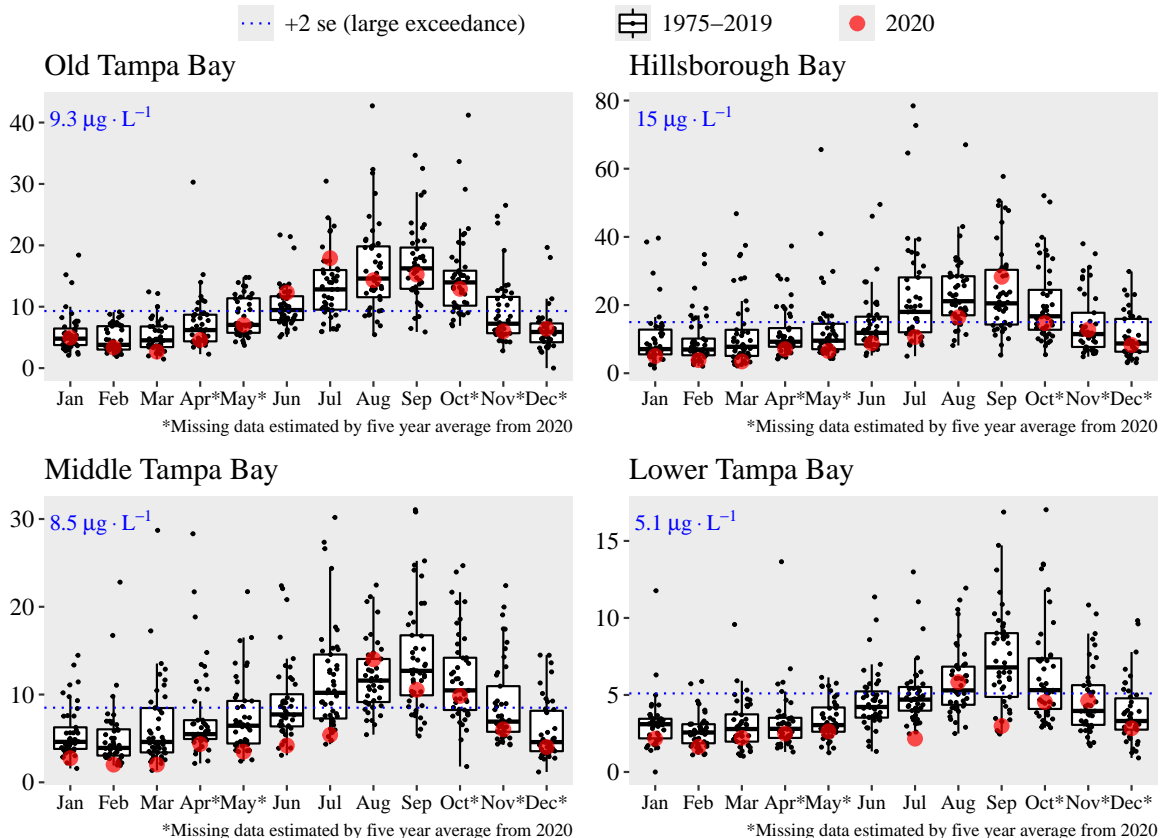 +2 se (large exceedance) 1975–2019 2020
Old Tampa Bay
9.3 μg · L⁻¹
40
30
20
10
0
Jan Feb Mar Apr* May* Jun Jul Aug Sep Oct* Nov* Dec*
*Missing data estimated by five year average from 2020
Hillsborough Bay
15 μg · L⁻¹
80
60
40
20
0
Jan Feb Mar Apr* May* Jun Jul Aug Sep Oct* Nov* Dec*
*Missing data estimated by five year average from 2020
Middle Tampa Bay
8.5 μg · L⁻¹
30
20
10
0
Jan Feb Mar Apr* May* Jun Jul Aug Sep Oct* Nov* Dec*
*Missing data estimated by five year average from 2020
Lower Tampa Bay
5.1 μg · L⁻¹
15
10
5
0
Jan Feb Mar Apr* May* Jun Jul Aug Sep Oct* Nov* Dec*
*Missing data estimated by five year average from 2020